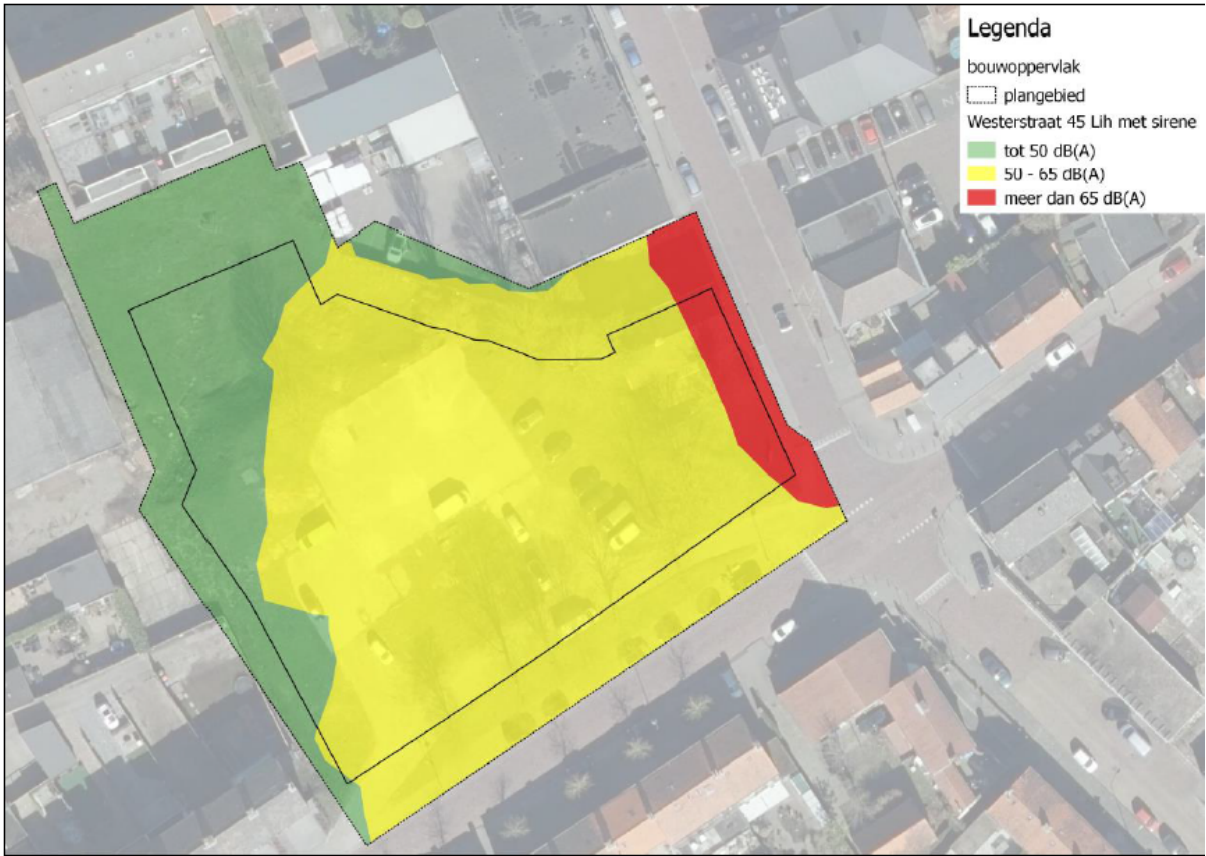 Legenda
bouwoppervlak
plangebied
Westerstraat 45 Lih met sirene
tot 50 dB(A)
50 - 65 dB(A)
meer dan 65 dB(A)